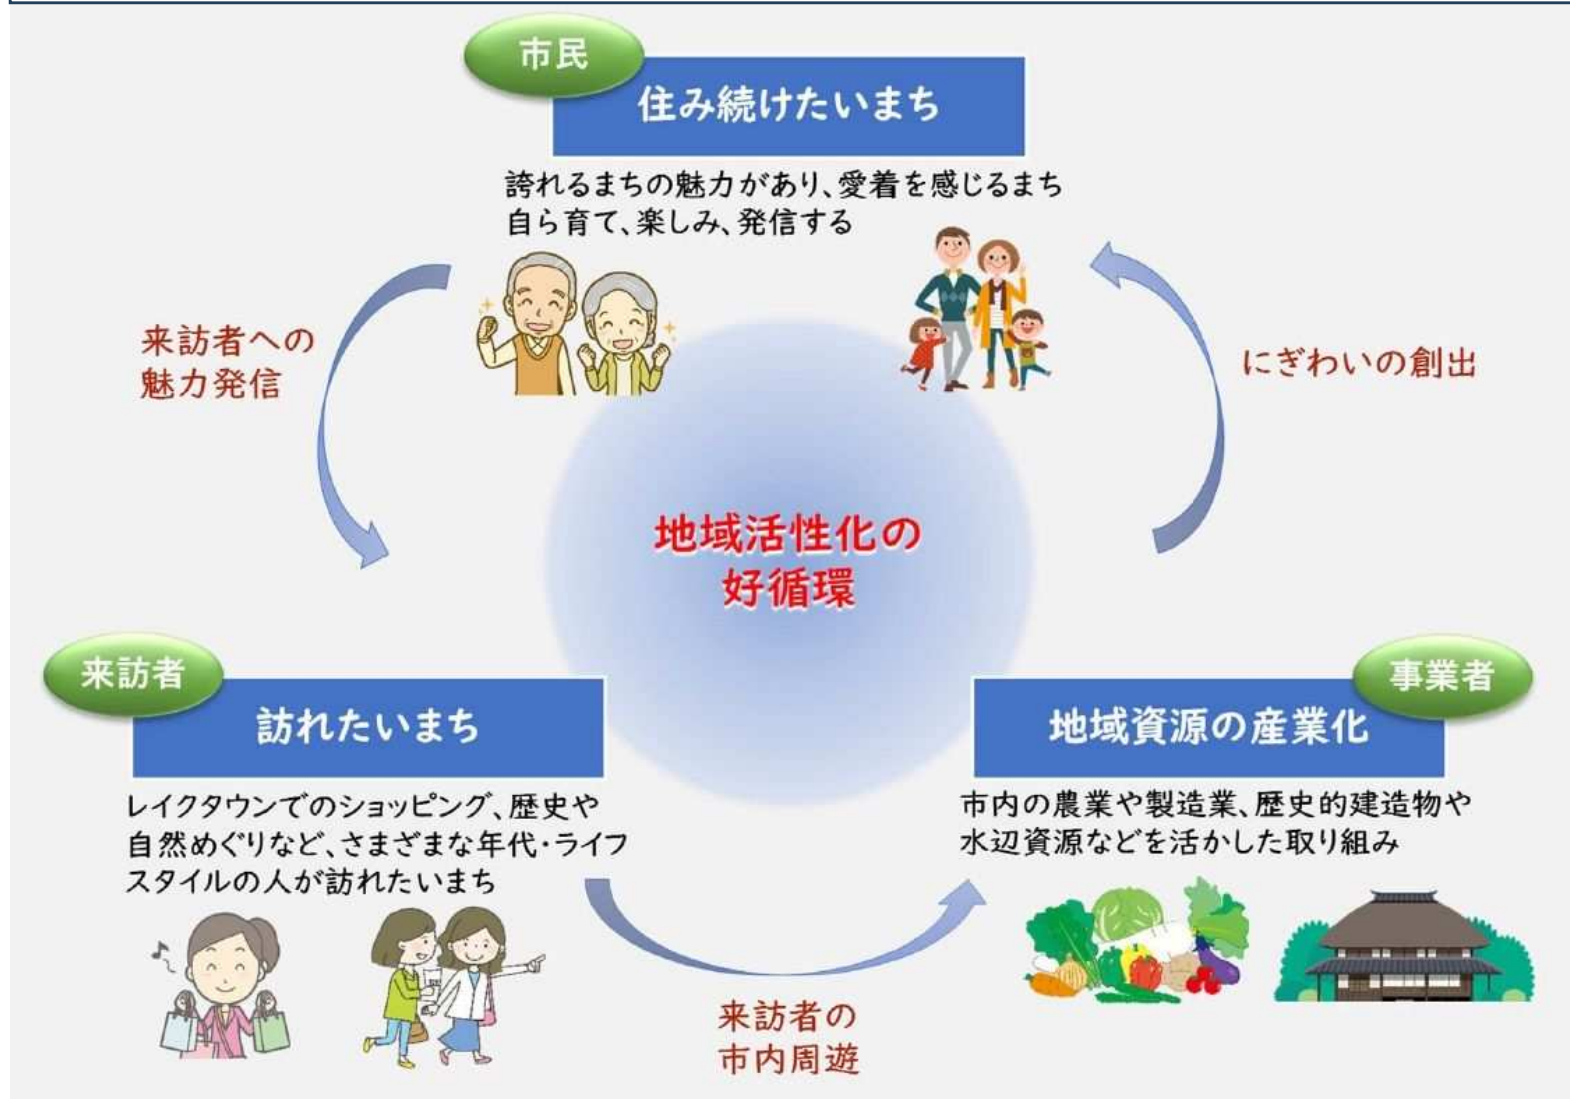 市民
住み続けたいまち
誇れるまちの魅力があり、愛着を感じるまち
自ら育て、楽しみ、発信する
来訪者への
魅力発信
にぎわいの創出
地域活性化の
好循環
来訪者
訪れたいまち
レイクタウンでのショッピング、歴史や
自然めぐりなど、さまざまな年代・ライフ
スタイルの人が訪れたいまち
事業者
地域資源の産業化
市内の農業や製造業、歴史的建造物や
水辺資源などを活かした取り組み
来訪者の
市内周遊